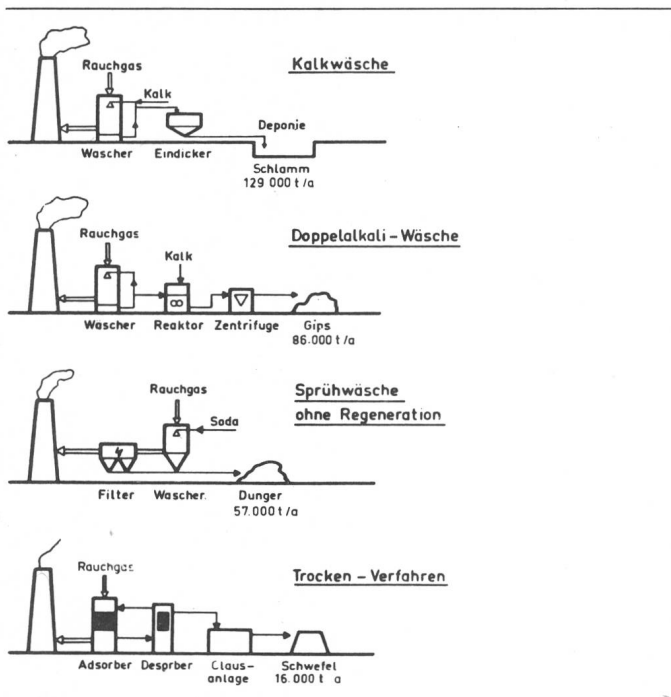 Kalkwäsche
Rauchgas
Kalk
Deponie
Wascher Eindicker
Schlamm
129 000 t/a
Doppelalkali - Wäsche
Rauchgas
Kalk
Wascher Reaktor Zentrifuge Gips
86.000 t/a
Sprühwäsche
ohne Regeneration
Rauchgas
Soda
Filter Wascher. Dunger
57.000 t/a
Trocken - Verfahren
Rauchgas
Adsorber Desprber Claus- Schwefel
anlage 16.000 t a